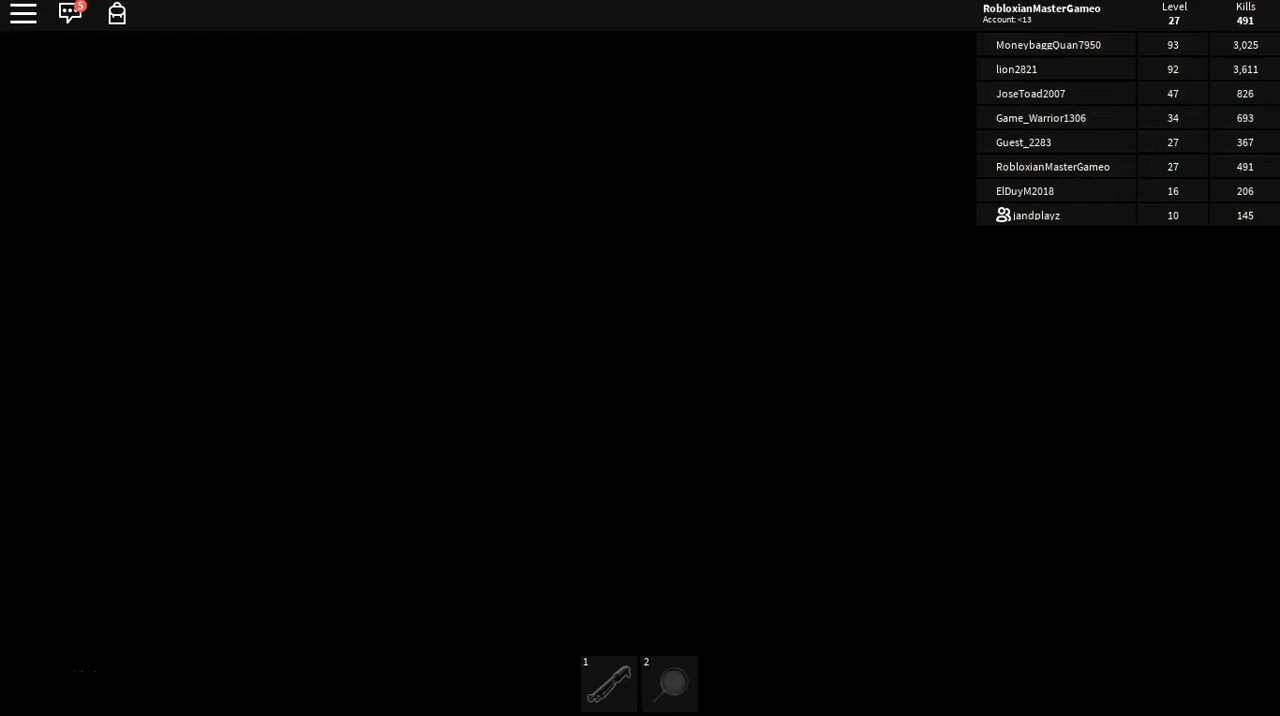 5
RobloxianMasterGameo Level Kills
Account: <13 27 491
MoneybaggQuan7950 93 3,025
lion2821 92 3,611
JoseToad2007 47 826
Game_Warrior1306 34 693
Guest_2283 27 367
RobloxianMasterGameo 27 491
ElDuyM2018 16 206
jandplayz 10 145
1 2